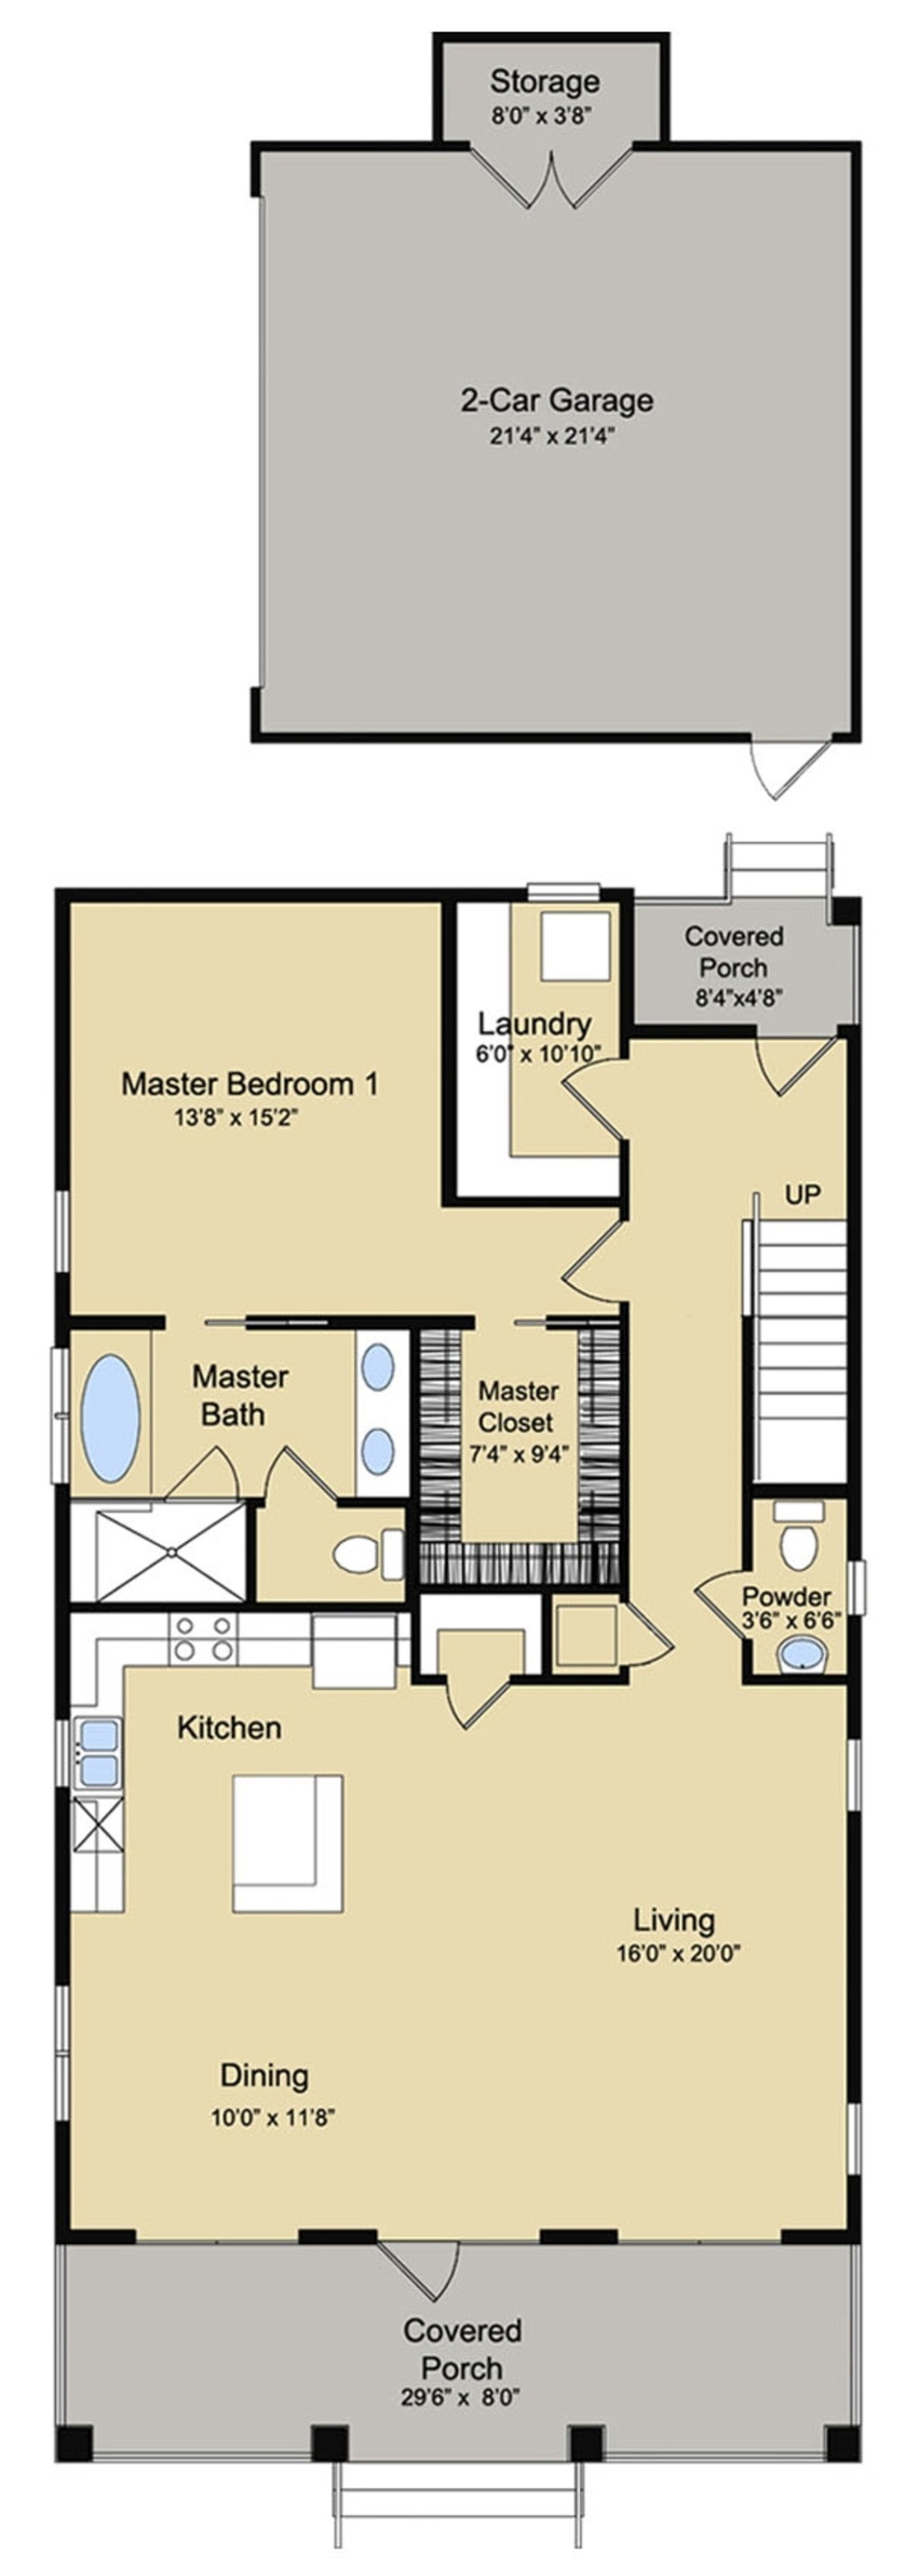 Storage
8'0" x 3'8"
2-Car Garage
21'4" x 21'4"
Covered
Porch
8'4"x4'8"
Laundry
6'0" x 10'10"
Master Bedroom 1
13'8" x 15'2"
UP
Master
Bath
Master
Closet
7'4" x 9'4"
Powder
3'6" x 6'6"
Kitchen
Living
16'0" x 20'0"
Dining
10'0" x 11'8"
Covered
Porch
29'6" x 8'0"